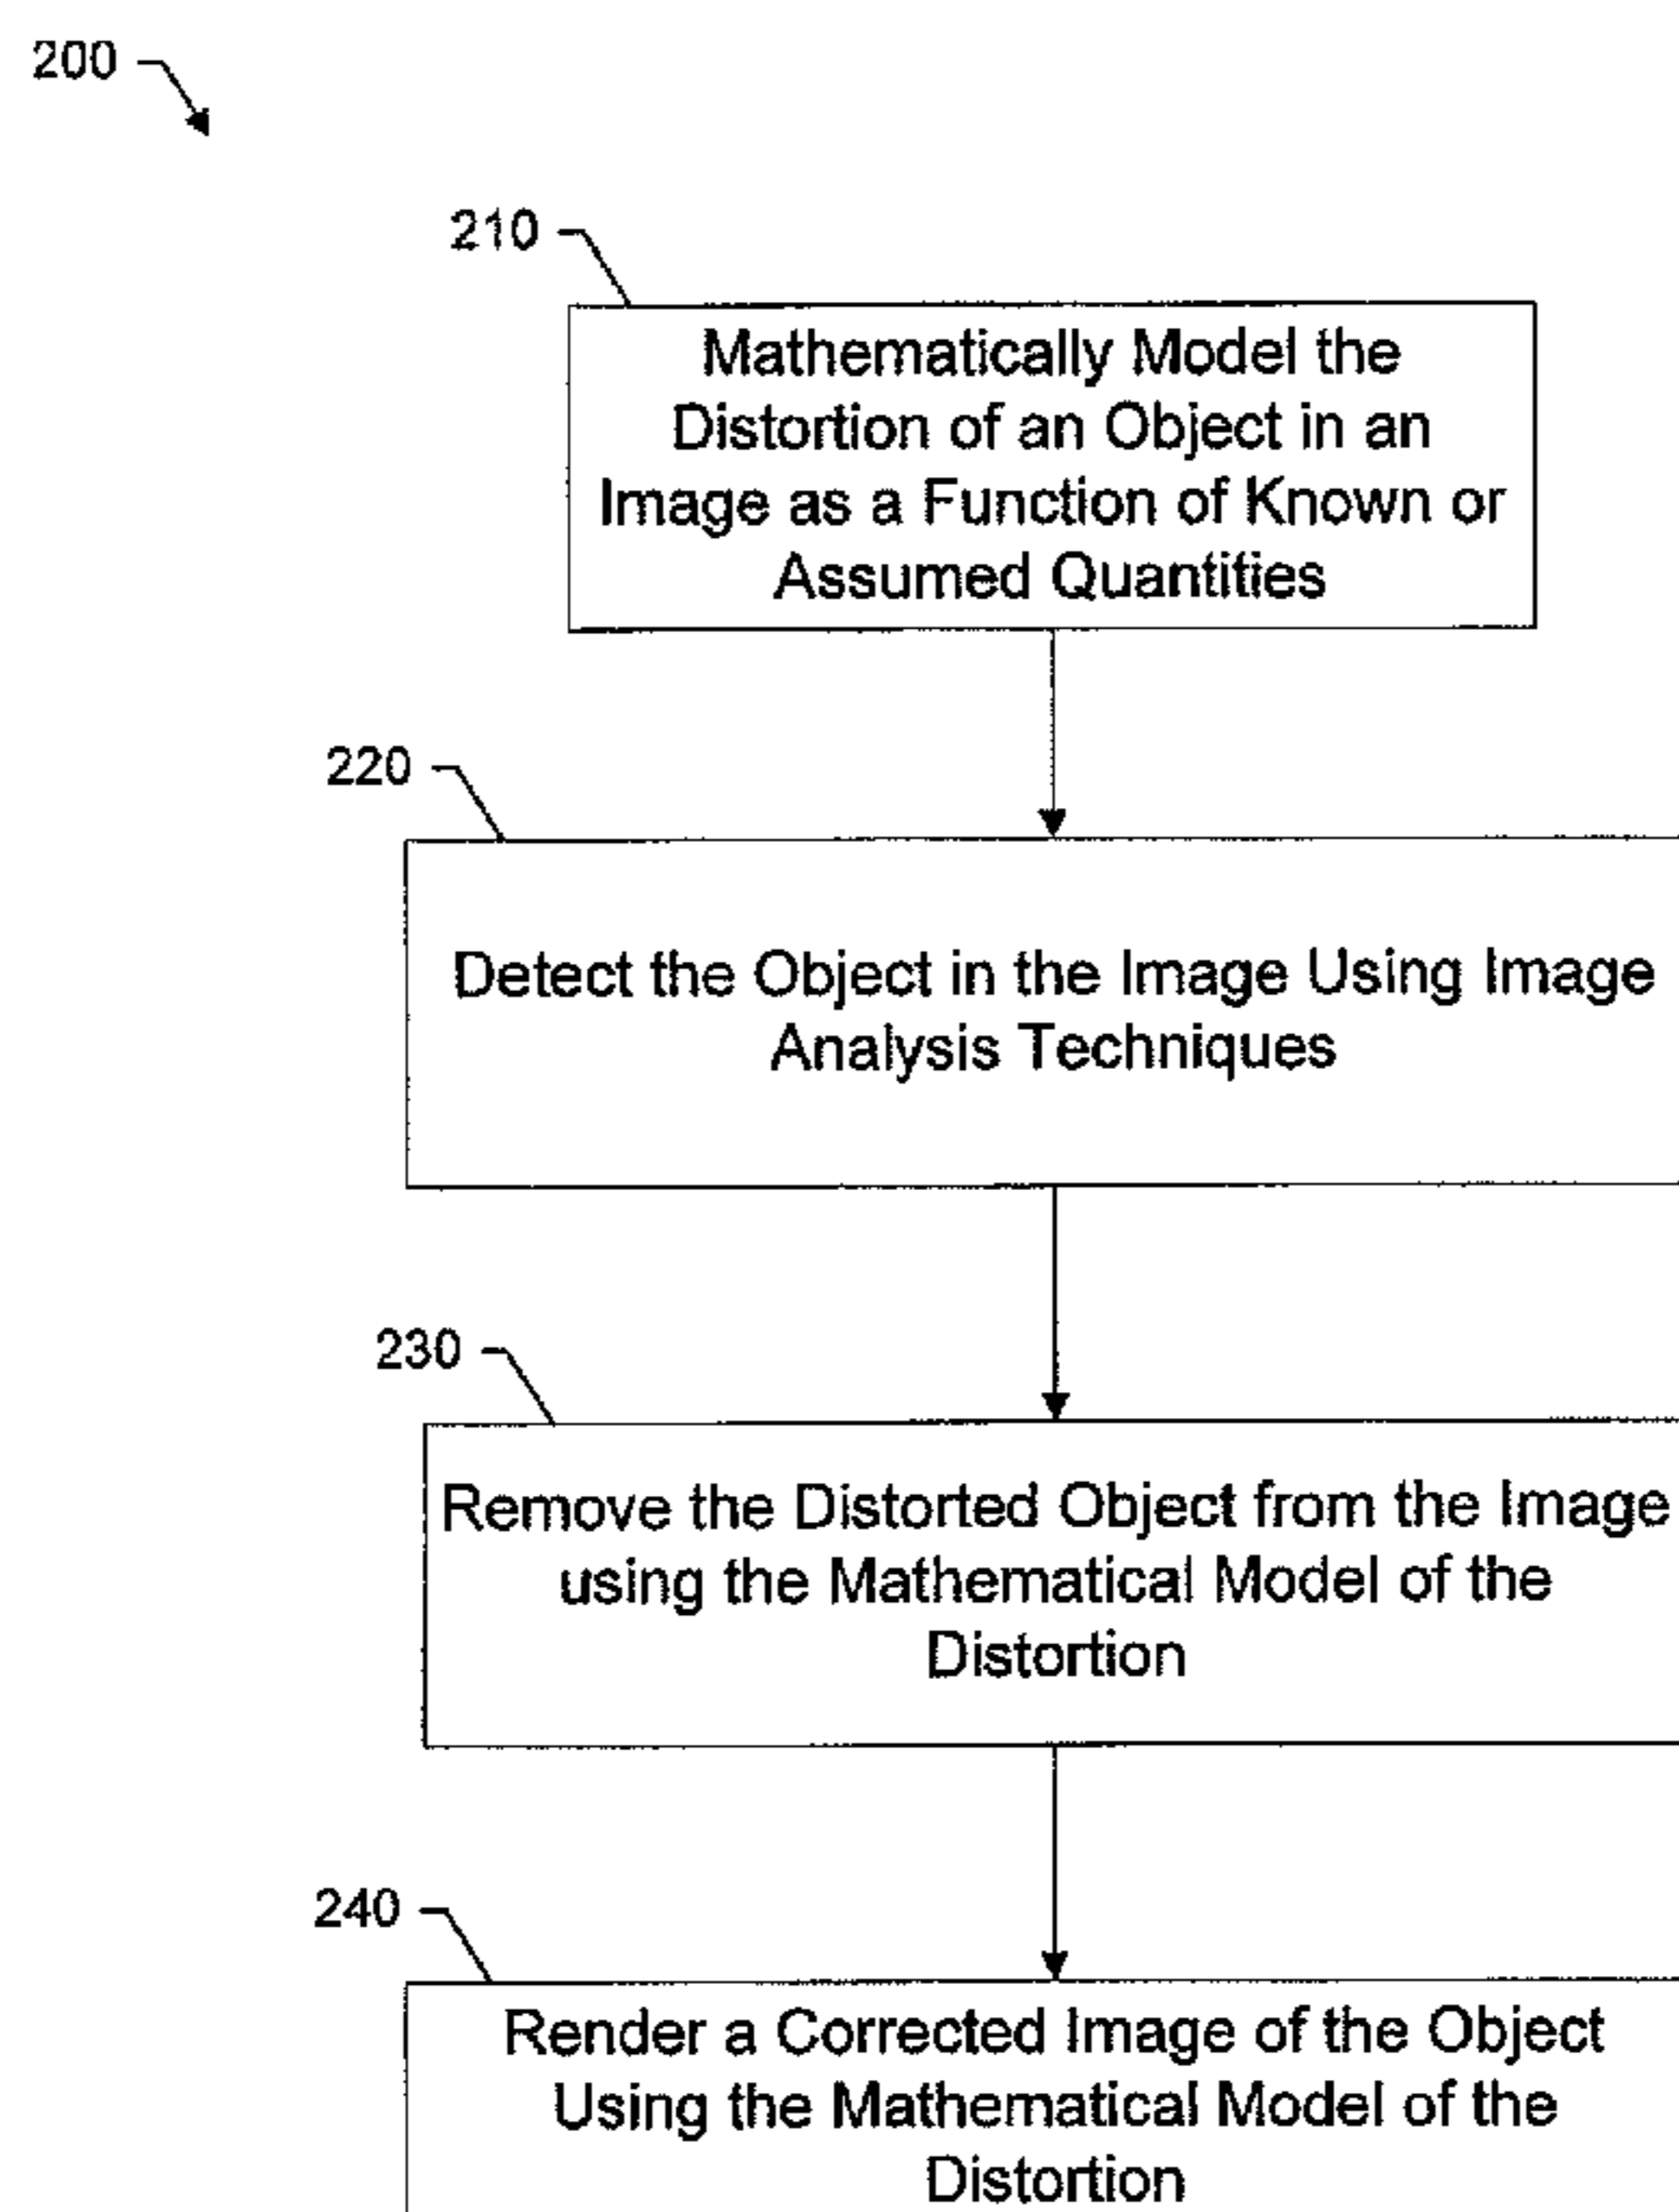 200
210
Mathematically Model the
Distortion of an Object in an
Image as a Function of Known or
Assumed Quantities
220
Detect the Object in the Image Using Image
Analysis Techniques
230
Remove the Distorted Object from the Image
using the Mathematical Model of the
Distortion
240
Render a Corrected Image of the Object
Using the Mathematical Model of the
Distortion